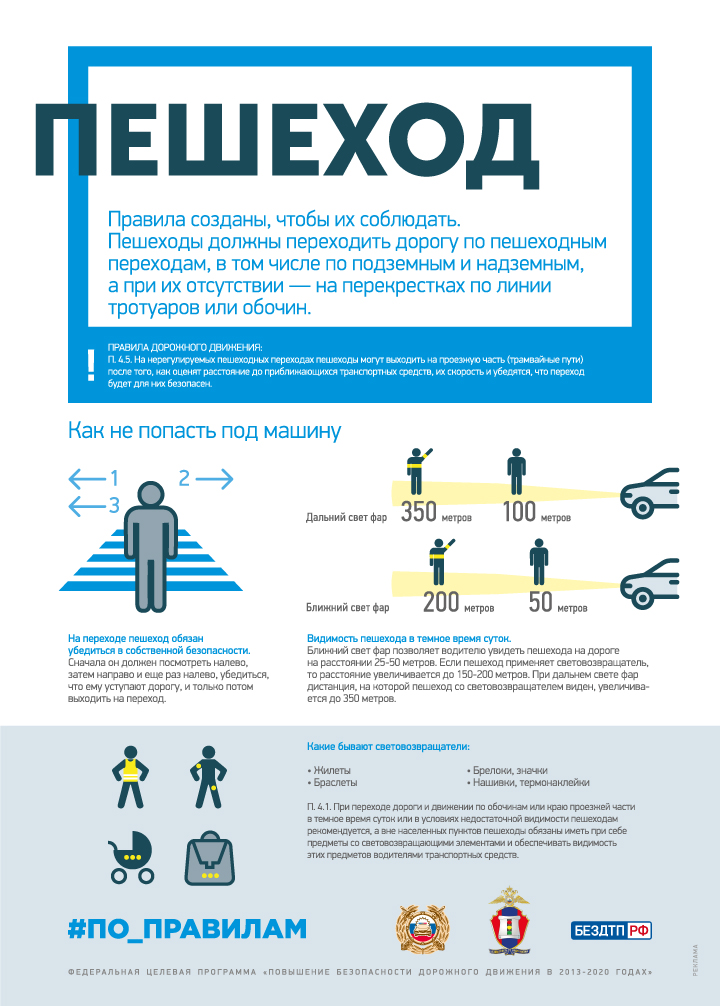 ПЕШЕХОД
Правила созданы, чтобы их соблюдать.
Пешеходы должны переходить дорогу по пешеходным
переходам, в том числе по подземным и надземным,
а при их отсутствии — на перекрестках по линии
тротуаров или обочин.
!
ПРАВИЛА ДОРОЖНОГО ДВИЖЕНИЯ:
П. 4.5. На нерегулируемых пешеходных переходах пешеходы могут выходить на проезжую часть (трамвайные пути)
после того, как оценят расстояние до приближающихся транспортных средств, их скорость и убедятся, что переход
будет для них безопасен.
Как не попасть под машину
1
2
3
Дальний свет фар 350 метров 100 метров
Ближний свет фар 200 метров 50 метров
На переходе пешеход обязан
убедиться в собственной безопасности.
Сначала он должен посмотреть налево,
затем направо и еще раз налево, убедиться,
что ему уступают дорогу, и только потом
выходить на переход.
Видимость пешехода в темное время суток.
Ближний свет фар позволяет водителю увидеть пешехода на дороге
на расстоянии 25-50 метров. Если пешеход применяет световозвращатель,
то расстояние увеличивается до 150-200 метров. При дальнем свете фар
дистанция, на которой пешеход со световозвращателем виден, увеличива-
ется до 350 метров.
Какие бывают световозвращатели:
• Жилеты
• Браслеты
• Брелоки, значки
• Нашивки, термонаклейки
П. 4.1. При переходе дороги и движении по обочинам или краю проезжей части
в темное время суток или в условиях недостаточной видимости пешеходам
рекомендуется, а вне населенных пунктов пешеходы обязаны иметь при себе
предметы со световозвращающими элементами и обеспечивать видимость
этих предметов водителями транспортных средств.
#ПО_ПРАВИЛАМ
БЕЗДТП РФ
РЕКЛАМА
ФЕДЕРАЛЬНАЯ ЦЕЛЕВАЯ ПРОГРАММА «ПОВЫШЕНИЕ БЕЗОПАСНОСТИ ДОРОЖНОГО ДВИЖЕНИЯ В 2013-2020 ГОДАХ»